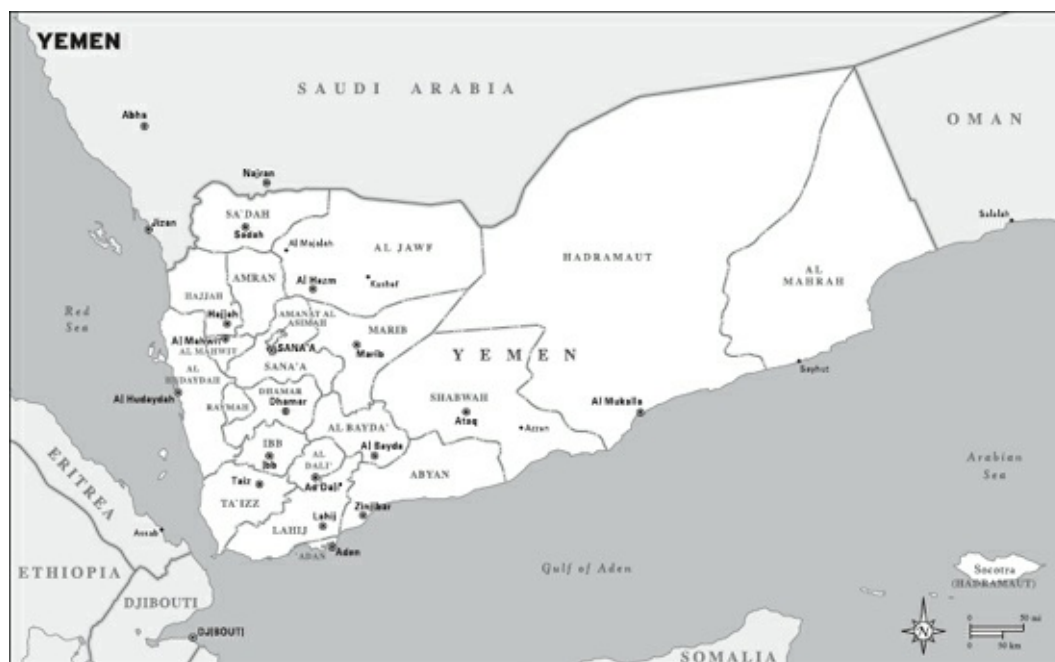 YEMEN
SAUDI ARABIA
OMAN
Abha
Najran
Jizan
Salalah
SA'DAH
Sadah
Al Majalah
AL JAWF
Kushaf
HADRAMAUT
AL
MAHRAH
AMRAN
Al Hazm
HAJJAH
Hajjah
Red
Sea
AMANAT AL
ASIMAH
MARIB
Marib
Al Mahwit
AL MAHWIT
SANA'A
SANA'A
YEMEN
Sayhut
AL
HUDAYDAH
Al Hudaydah
RAYMAH
DHAMAR
Dhamar
SHABWAH
Ataq
Al Mukalla
Azzan
AL BAYDA'
Al Bayda
IBB
Ibb
AL
DALI'
Ad Dali'
ABYAN
Arabian
Sea
Taiz
TA'IZZ
LAHIJ
Lahij
Zinjibar
'ADAN
Aden
ERITREA
Assab
ETHIOPIA
Gulf of Aden
Socotra
(HADRAMAUT)
DJIBOUTI
DJIBOUTI
SOMALIA
N
0 50 mi
0 50 km